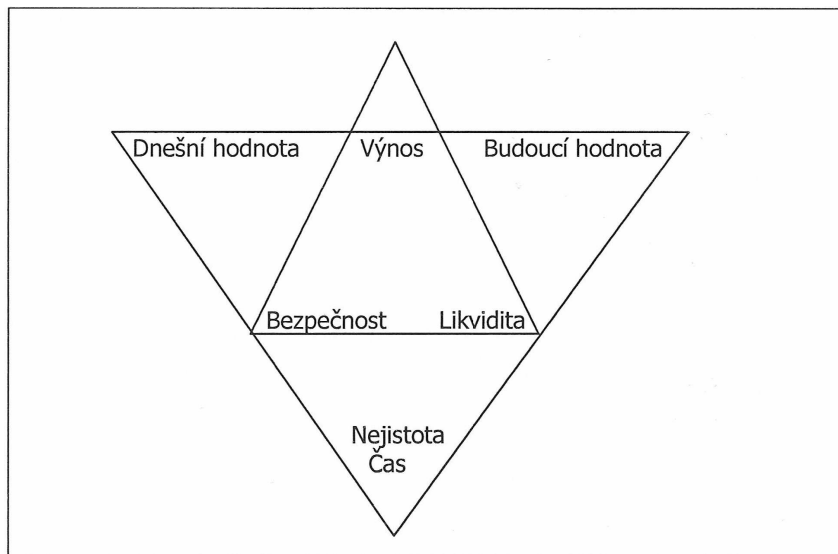 Dnešní hodnota Výnos Budoucí hodnota
Bezpečnost Likvidita
Nejistota
Čas